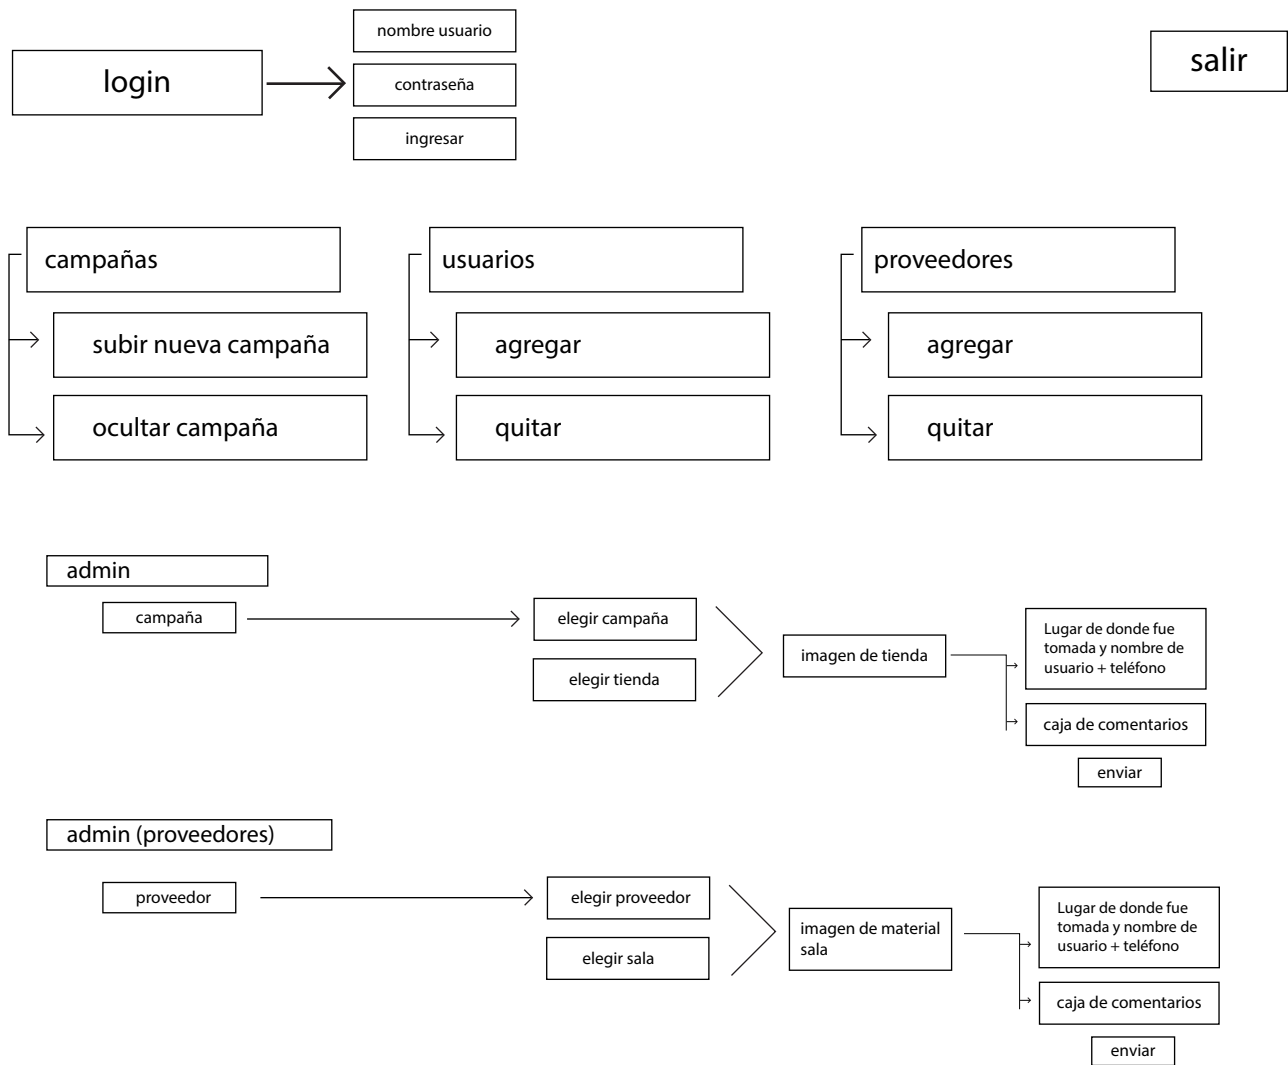 login
nombre usuario
contraseña
ingresar
salir
campañas
subir nueva campaña
ocultar campaña
usuarios
agregar
quitar
proveedores
agregar
quitar
admin
campaña
elegir campaña
elegir tienda
imagen de tienda
Lugar de donde fue
tomada y nombre de
usuario + teléfono
caja de comentarios
enviar
admin (proveedores)
proveedor
elegir proveedor
elegir sala
imagen de material
sala
Lugar de donde fue
tomada y nombre de
usuario + teléfono
caja de comentarios
enviar